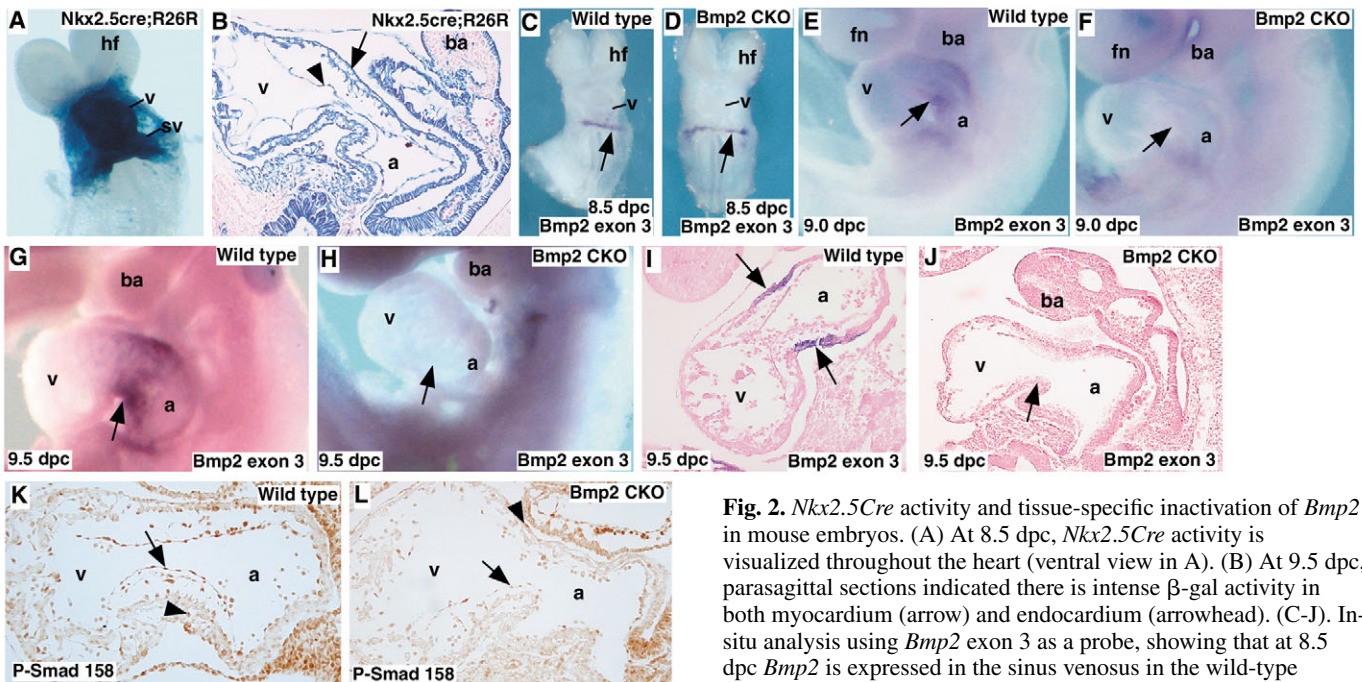 A
Nkx2.5cre;R26R
hf
v
sv
B
Nkx2.5cre;R26R
ba
v
a
C
Wild type
hf
v
8.5 dpc
Bmp2 exon 3
D
Bmp2 CKO
hf
v
8.5 dpc
Bmp2 exon 3
E
Wild type
fn
ba
v
a
9.0 dpc
Bmp2 exon 3
F
Bmp2 CKO
fn
ba
v
a
9.0 dpc
Bmp2 exon 3
G
Wild type
ba
v
a
9.5 dpc
Bmp2 exon 3
H
Bmp2 CKO
ba
v
a
9.5 dpc
Bmp2 exon 3
I
Wild type
a
v
9.5 dpc
Bmp2 exon 3
J
Bmp2 CKO
ba
v
a
9.5 dpc
Bmp2 exon 3
K
Wild type
v
a
P-Smad 158
L
Bmp2 CKO
v
a
P-Smad 158
Fig. 2. Nkx2.5Cre activity and tissue-specific inactivation of Bmp2
in mouse embryos. (A) At 8.5 dpc, Nkx2.5Cre activity is
visualized throughout the heart (ventral view in A). (B) At 9.5 dpc,
parasagittal sections indicated there is intense β-gal activity in
both myocardium (arrow) and endocardium (arrowhead). (C-J). In-
situ analysis using Bmp2 exon 3 as a probe, showing that at 8.5
dpc Bmp2 is expressed in the sinus venosus in the wild-type